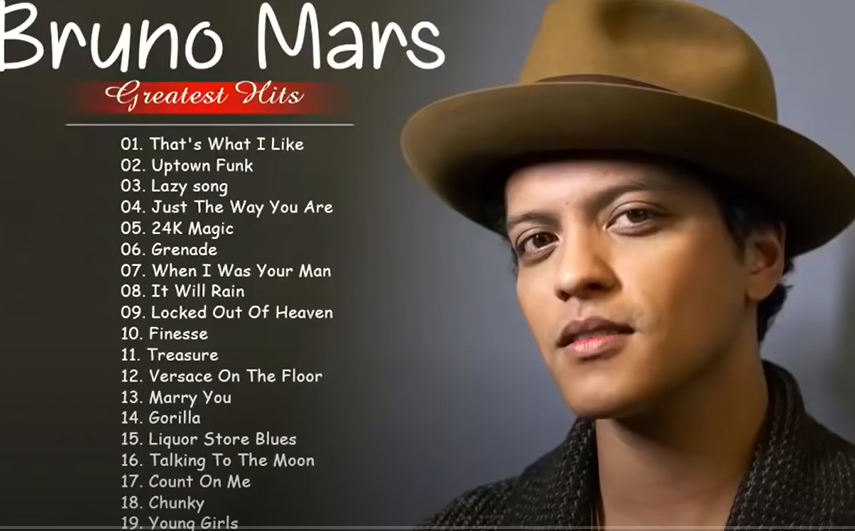 Bruno Mars
Greatest Hits
01. That's What I Like
02. Uptown Funk
03. Lazy song
04. Just The Way You Are
05. 24K Magic
06. Grenade
07. When I Was Your Man
08. It Will Rain
09. Locked Out Of Heaven
10. Finesse
11. Treasure
12. Versace On The Floor
13. Marry You
14. Gorilla
15. Liquor Store Blues
16. Talking To The Moon
17. Count On Me
18. Chunky
19. Young Girls